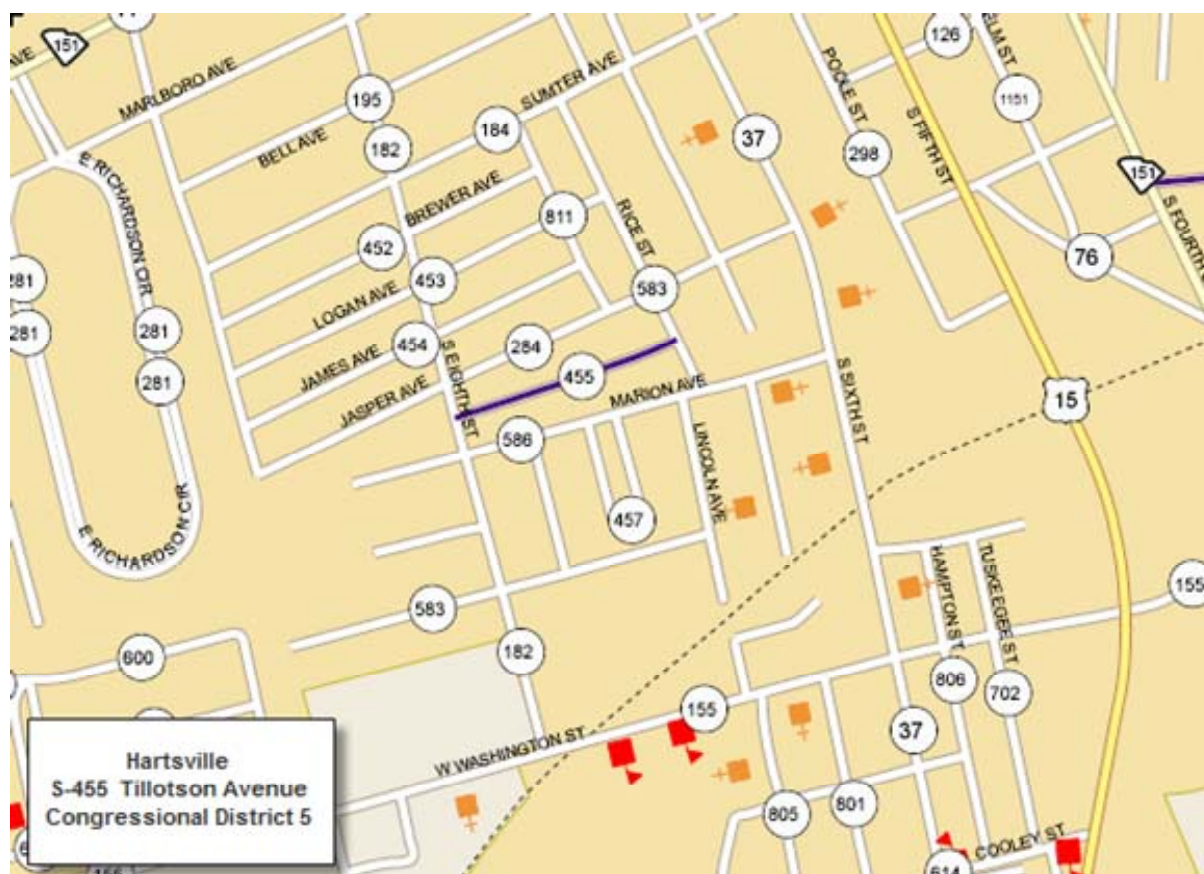 151
AVE
MARLBORO AVE
195
BELL AVE
182
184
SUMTER AVE
37
POOLE ST
298
126
ELM ST
1151
S FIFTH ST
151
S FOURTH
76
E RICHARDSON CIR
281
281
281
281
E RICHARDSON CIR
BREWER AVE
452
811
RICE ST
LOGAN AVE
453
583
JAMES AVE
454
284
JASPER AVE
S EIGHTH ST
455
MARION AVE
586
S SIXTH ST
15
LINCOLN AVE
457
583
182
600
HAMPTON ST
TUSKEEGEE ST
155
806
702
155
37
W WASHINGTON ST
805
801
COOLEY ST
614
Hartsville
S-455 Tillotson Avenue
Congressional District 5